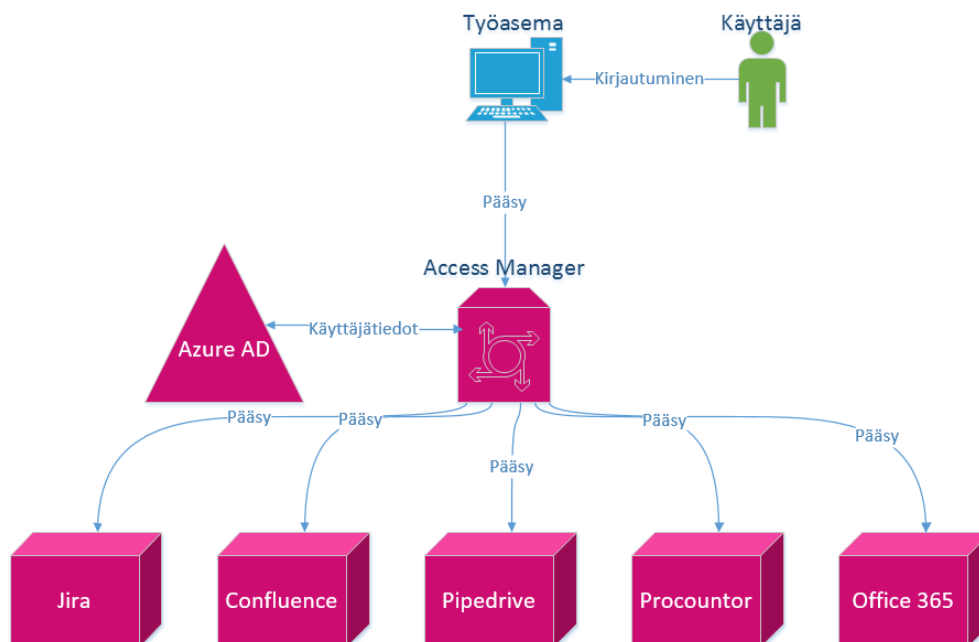 Työasema
Käyttäjä
Kirjautuminen
Pääsy
Access Manager
Azure AD
Käyttäjätiedot
Pääsy
Pääsy
Pääsy
Pääsy
Pääsy
Jira
Confluence
Pipedrive
Procountor
Office 365